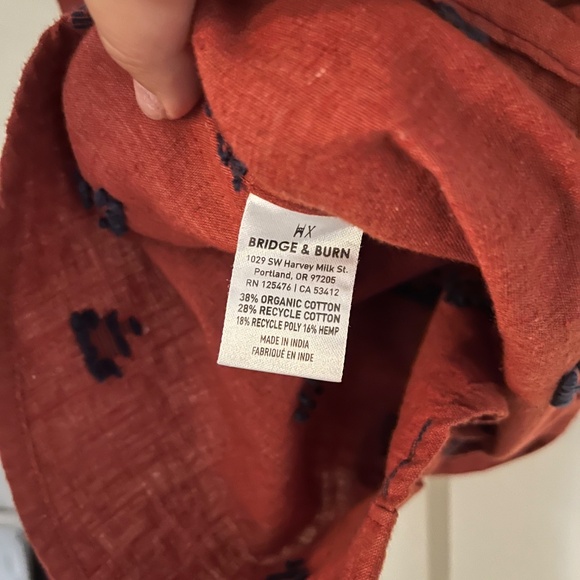 BRIDGE & BURN
1029 SW Harvey Milk St.
Portland, OR 97205
RN 125476 | CA 53412
38% ORGANIC COTTON
28% RECYCLE COTTON
18% RECYCLE POLY 16% HEMP
MADE IN INDIA
FABRIQUÉ EN INDE